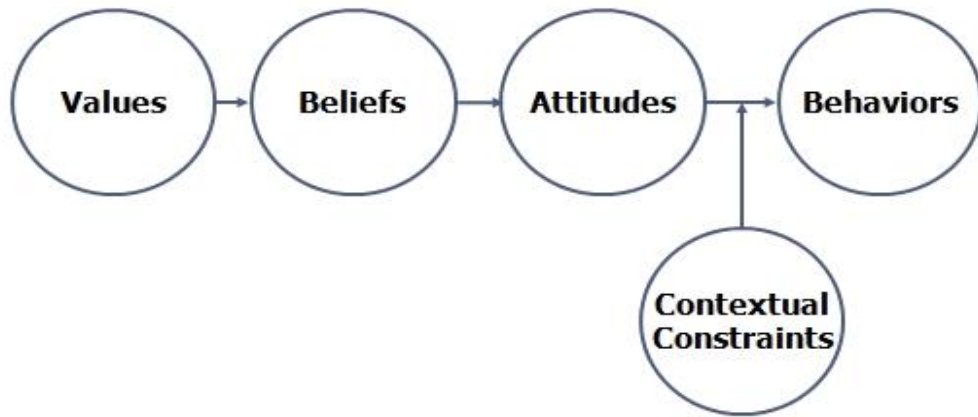 Values
Beliefs
Attitudes
Behaviors
Contextual
Constraints